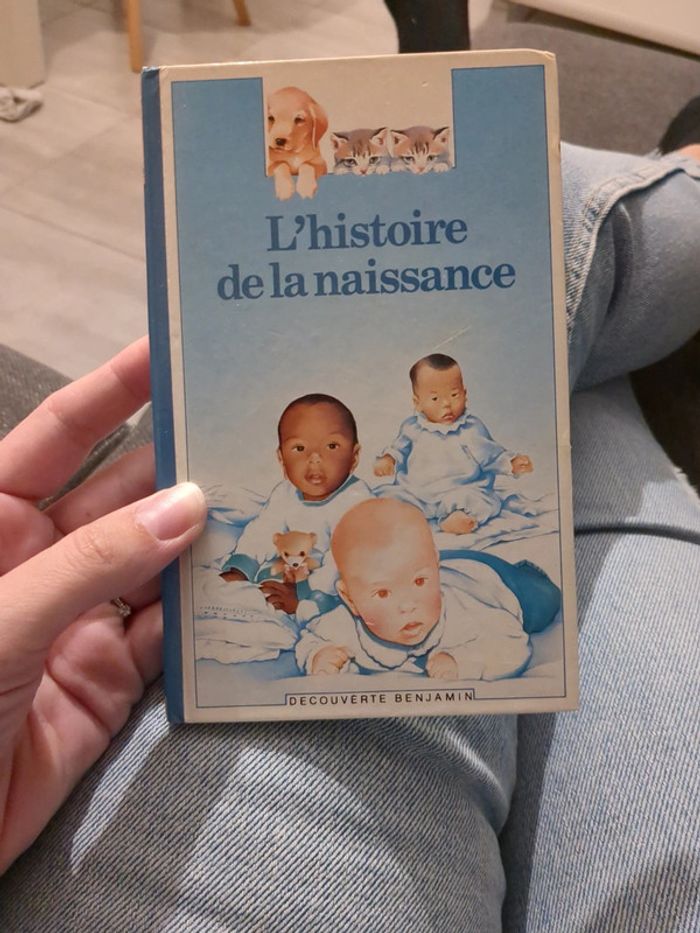 L'histoire
de la naissance
DECOUVERTE BENJAMIN